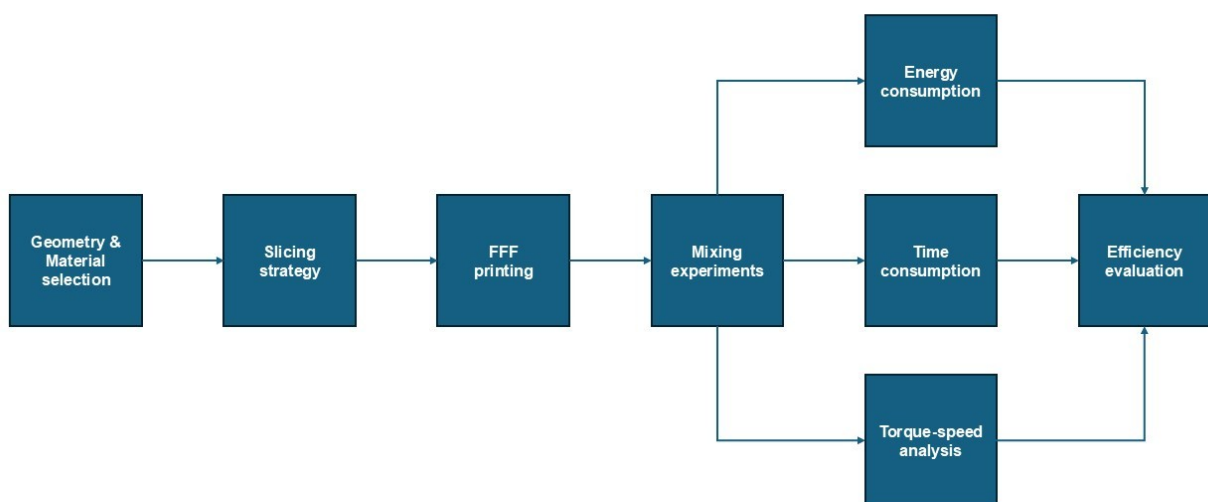 Geometry &
Material
selection
Slicing
strategy
FFF
printing
Mixing
experiments
Energy
consumption
Time
consumption
Torque-speed
analysis
Efficiency
evaluation